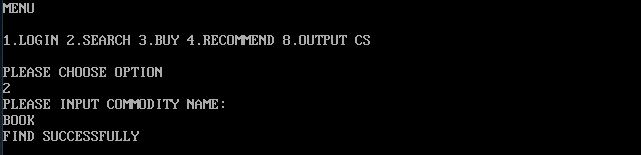 MENU
1.LOGIN 2.SEARCH 3.BUY 4.RECOMMEND 8.OUTPUT CS
PLEASE CHOOSE OPTION
2
PLEASE INPUT COMMODITY NAME:
BOOK
FIND SUCCESSFULLY